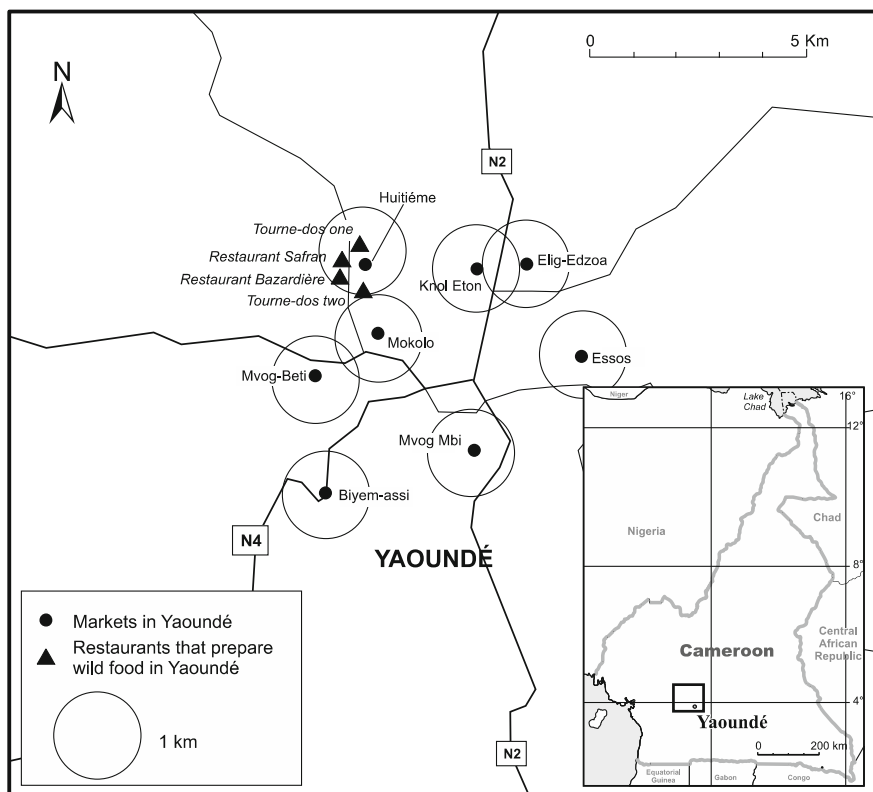 0 5 Km
N
N2
Huitiéme
Tourne-dos one
Restaurant Safran
Restaurant Bazardière
Tourne-dos two
Knol Eton
Elig-Edzoa
Mokolo
Essos
Mvog-Beti
Mvog Mbi
Biyem-assi
N4
YAOUNDÉ
N2
Markets in Yaoundé
Restaurants that prepare
wild food in Yaoundé
1 km
Lake
Chad
16°
Niger
12°
Nigeria
Chad
8°
Central
African
Republic
Cameroon
4°
Yaoundé
0 200 km
Equatorial
Guinea
Gabon
Congo